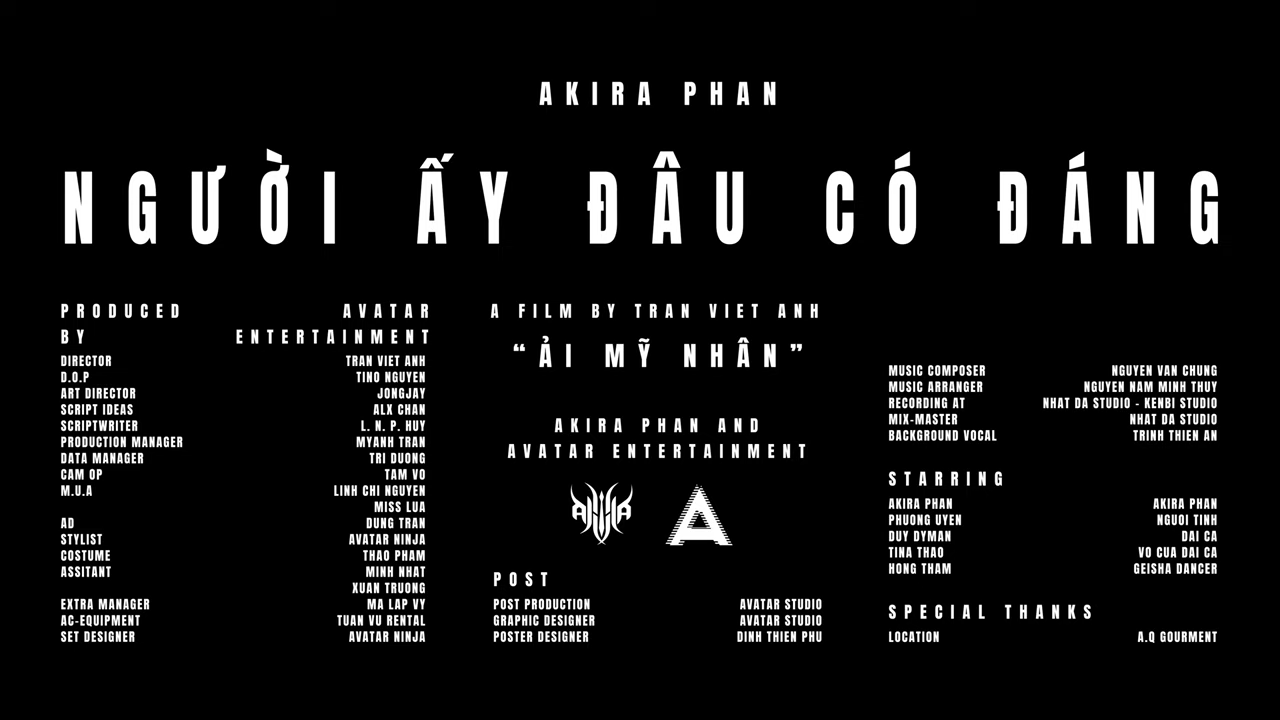 AKIRA PHAN
NGƯỜI ẤY ĐÂU CÓ ĐÁNG
PRODUCED BY AVATAR ENTERTAINMENT
DIRECTOR TRAN VIET ANH
D.O.P TINO NGUYEN
ART DIRECTOR JONGJAY
SCRIPT IDEAS ALX CHAN
SCRIPTWRITER L. N. P. HUY
PRODUCTION MANAGER MYANH TRAN
DATA MANAGER TRI DUONG
CAM OP TAM VO
M.U.A LINH CHI NGUYEN
MISS LUA
AD DUNG TRAN
STYLIST AVATAR NINJA
COSTUME THAO PHAM
ASSITANT MINH NHAT
XUAN TRUONG
EXTRA MANAGER MA LAP VY
AC-EQUIPMENT TUAN VU RENTAL
SET DESIGNER AVATAR NINJA
A FILM BY TRAN VIET ANH
“ẢI MỸ NHÂN”
AKIRA PHAN AND
AVATAR ENTERTAINMENT
A
POST
POST PRODUCTION AVATAR STUDIO
GRAPHIC DESIGNER AVATAR STUDIO
POSTER DESIGNER DINH THIEN PHU
MUSIC COMPOSER NGUYEN VAN CHUNG
MUSIC ARRANGER NGUYEN NAM MINH THUY
RECORDING AT NHAT DA STUDIO - KENBI STUDIO
MIX-MASTER NHAT DA STUDIO
BACKGROUND VOCAL TRINH THIEN AN
STARRING
AKIRA PHAN AKIRA PHAN
PHUONG UYEN NGUOI TINH
DUY DYMAN DAI CA
TINA THAO VO CUA DAI CA
HONG THAM GEISHA DANCER
SPECIAL THANKS
LOCATION A.Q GOURMENT